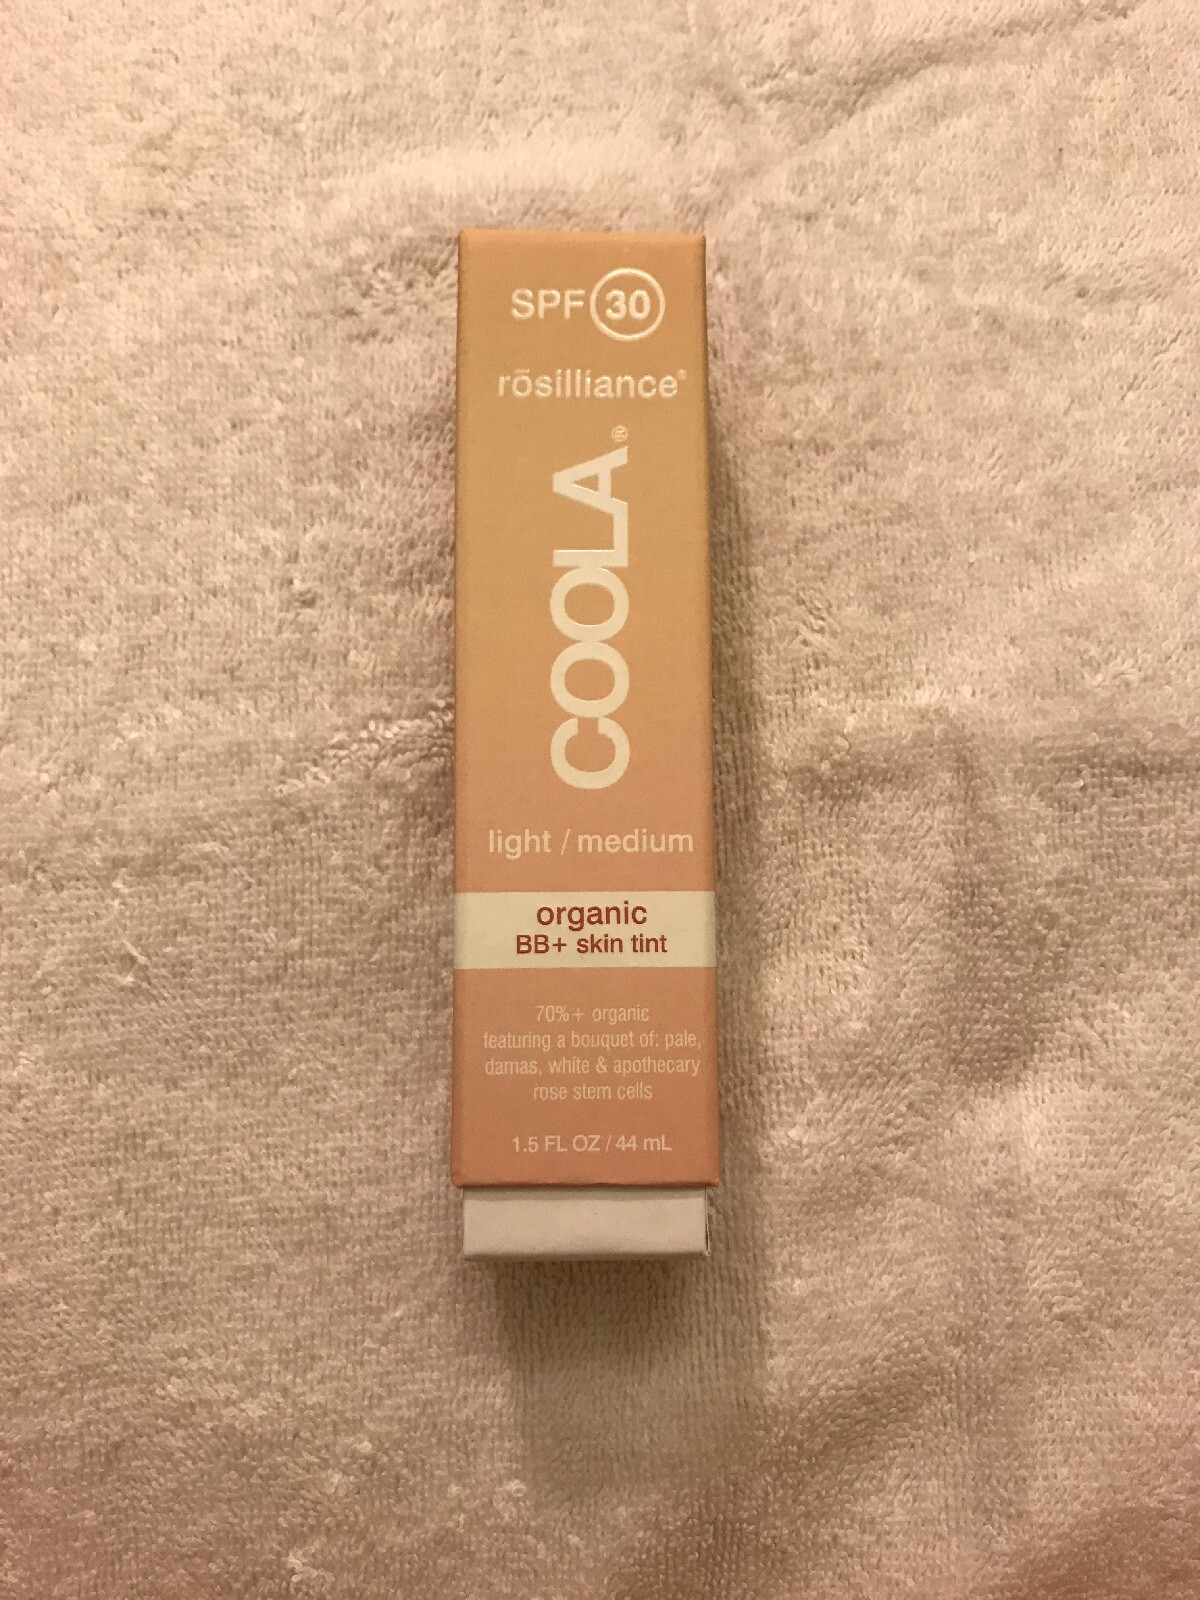 SPF 30
rōsilliance®
COOLA®
light / medium
organic
BB+ skin tint
70%+ organic
featuring a bouquet of: pale,
damas, white & apothecary
rose stem cells
1.5 FL OZ / 44 mL